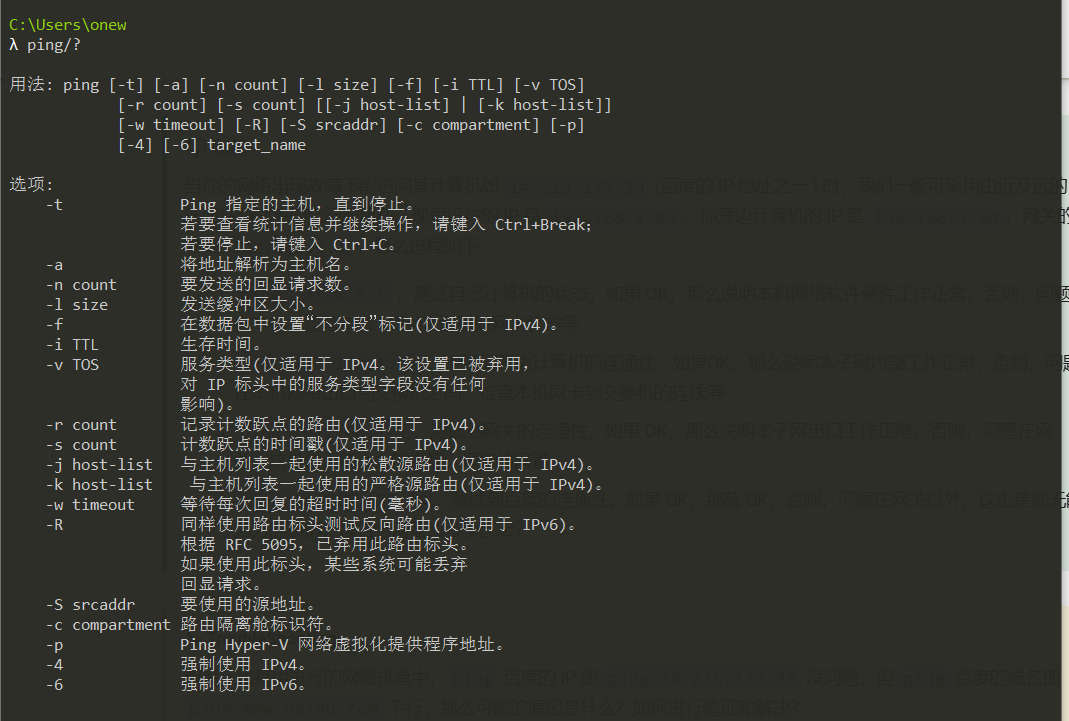 C:\Users\onew
λ ping/?
用法: ping [-t] [-a] [-n count] [-l size] [-f] [-i TTL] [-v TOS]
[-r count] [-s count] [[-j host-list] | [-k host-list]]
[-w timeout] [-R] [-S srcaddr] [-c compartment] [-p]
[-4] [-6] target_name
选项:
-t Ping 指定的主机，直到停止。
若要查看统计信息并继续操作，请键入 Ctrl+Break;
若要停止，请键入 Ctrl+C。
-a 将地址解析为主机名。
-n count 要发送的回显请求数。
-l size 发送缓冲区大小。
-f 在数据包中设置“不分段”标记(仅适用于 IPv4)。
-i TTL 生存时间。
-v TOS 服务类型(仅适用于 IPv4。该设置已被弃用，
对 IP 标头中的服务类型字段没有任何
影响)。
-r count 记录计数跃点的路由(仅适用于 IPv4)。
-s count 计数跃点的时间戳(仅适用于 IPv4)。
-j host-list 与主机列表一起使用的松散源路由(仅适用于 IPv4)。
-k host-list 与主机列表一起使用的严格源路由(仅适用于 IPv4)。
-w timeout 等待每次回复的超时时间(毫秒)。
-R 同样使用路由标头测试反向路由(仅适用于 IPv6)。
根据 RFC 5095，已弃用此路由标头。
如果使用此标头，某些系统可能丢弃
回显请求。
-S srcaddr 要使用的源地址。
-c compartment 路由隔离舱标识符。
-p Ping Hyper-V 网络虚拟化提供程序地址。
-4 强制使用 IPv4。
-6 强制使用 IPv6。